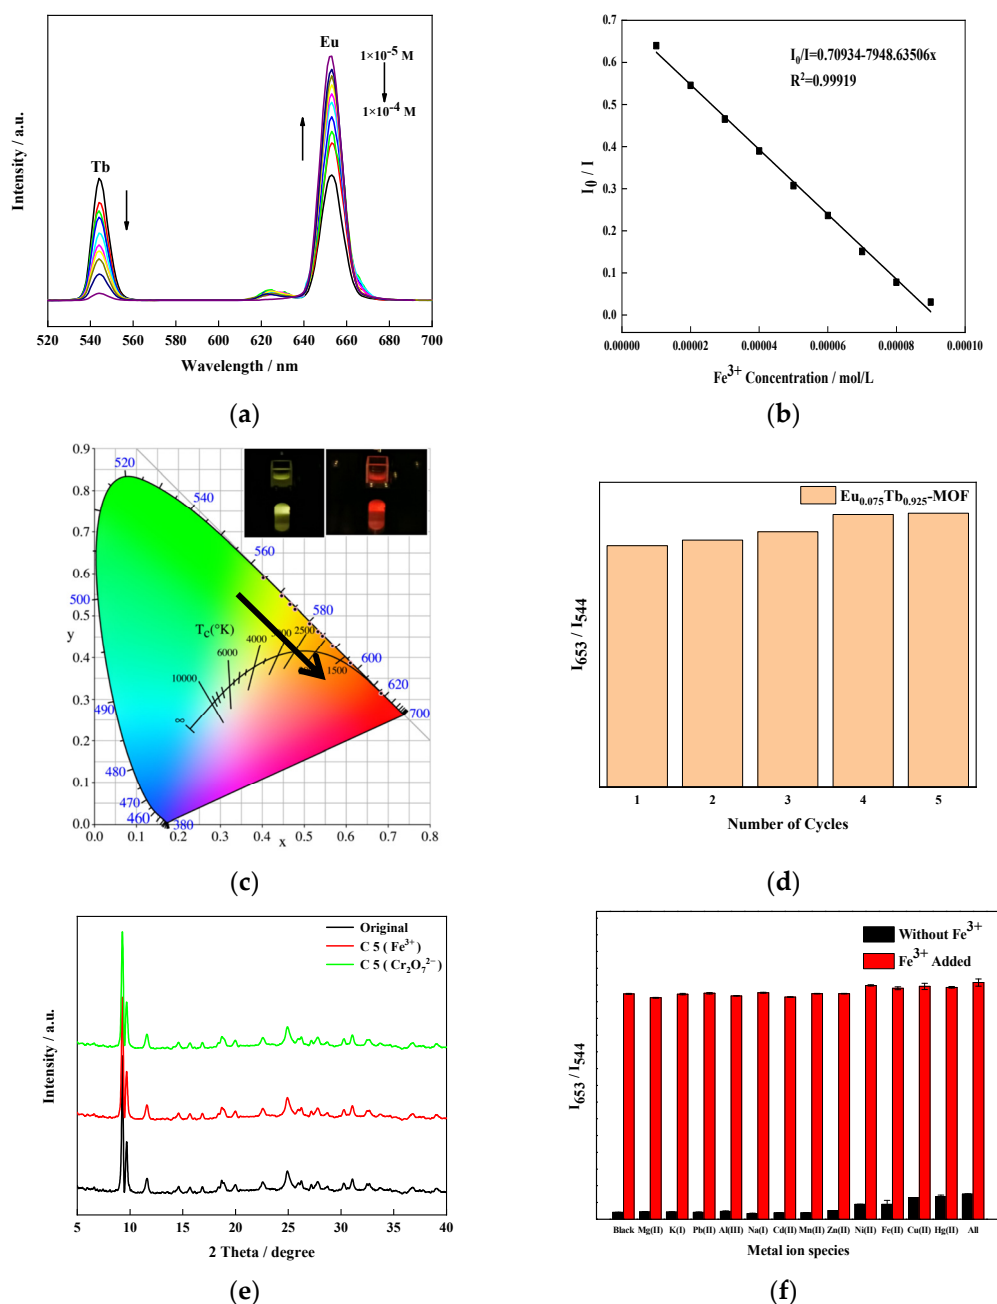 Tb
Eu
1×10-5 M
1×10-4 M
Intensity / a.u.
520 540 560 580 600 620 640 660 680 700
Wavelength / nm
(a)
I0/I=0.70934-7948.63506x
R2=0.99919
I0 / I
0.7
0.6
0.5
0.4
0.3
0.2
0.1
0.0
0.00000 0.00002 0.00004 0.00006 0.00008 0.00010
Fe3+ Concentration / mol/L
(b)
0.9
0.8
0.7
0.6
0.5
y
0.4
0.3
0.2
0.1
0.0
0.0 0.1 0.2 0.3 0.4 0.5 0.6 0.7 0.8
x
520
540
560
500
580
600
620
700
490
480
470
460
380
Tc(°K)
∞
10000
6000
4000
2500
1500
(c)
Eu0.075Tb0.925-MOF
I653 / I544
1 2 3 4 5
Number of Cycles
(d)
Original
C 5 ( Fe3+ )
C 5 ( Cr2O72− )
Intensity / a.u.
5 10 15 20 25 30 35 40
2 Theta / degree
(e)
Without Fe3+
Fe3+ Added
I653 / I544
Black Mg(II) K(I) Pb(II) Al(III) Na(I) Cd(II) Mn(II) Zn(II) Ni(II) Fe(II) Cu(II) Hg(II) All
Metal ion species
(f)